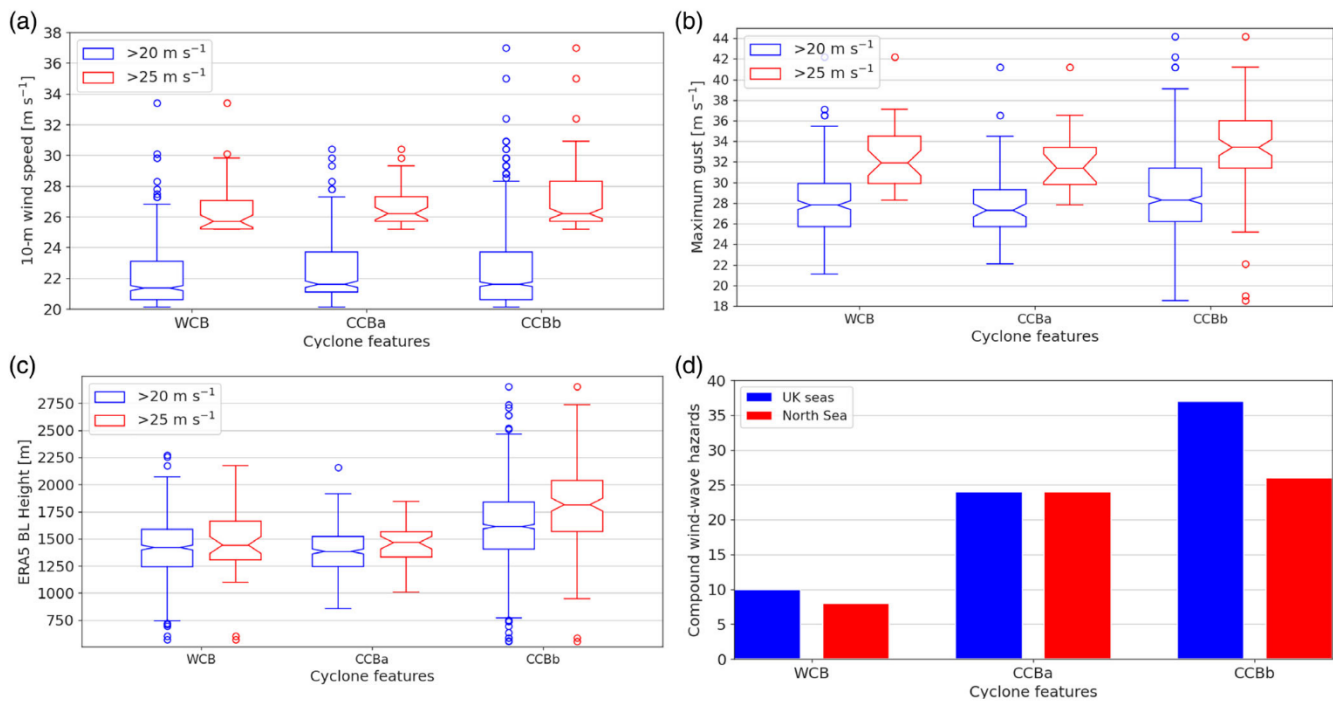 (a)
38
36
34
32
30
28
26
24
22
20
10-m wind speed [m s⁻¹]
>20 m s⁻¹
>25 m s⁻¹
WCB CCBa CCBb
Cyclone features
(b)
44
42
40
38
36
34
32
30
28
26
24
22
20
18
Maximum gust [m s⁻¹]
>20 m s⁻¹
>25 m s⁻¹
WCB CCBa CCBb
Cyclone features
(c)
2750
2500
2250
2000
1750
1500
1250
1000
750
ERA5 BL Height [m]
>20 m s⁻¹
>25 m s⁻¹
WCB CCBa CCBb
Cyclone features
(d)
40
35
30
25
20
15
10
5
0
Compound wind-wave hazards
UK seas
North Sea
WCB CCBa CCBb
Cyclone features